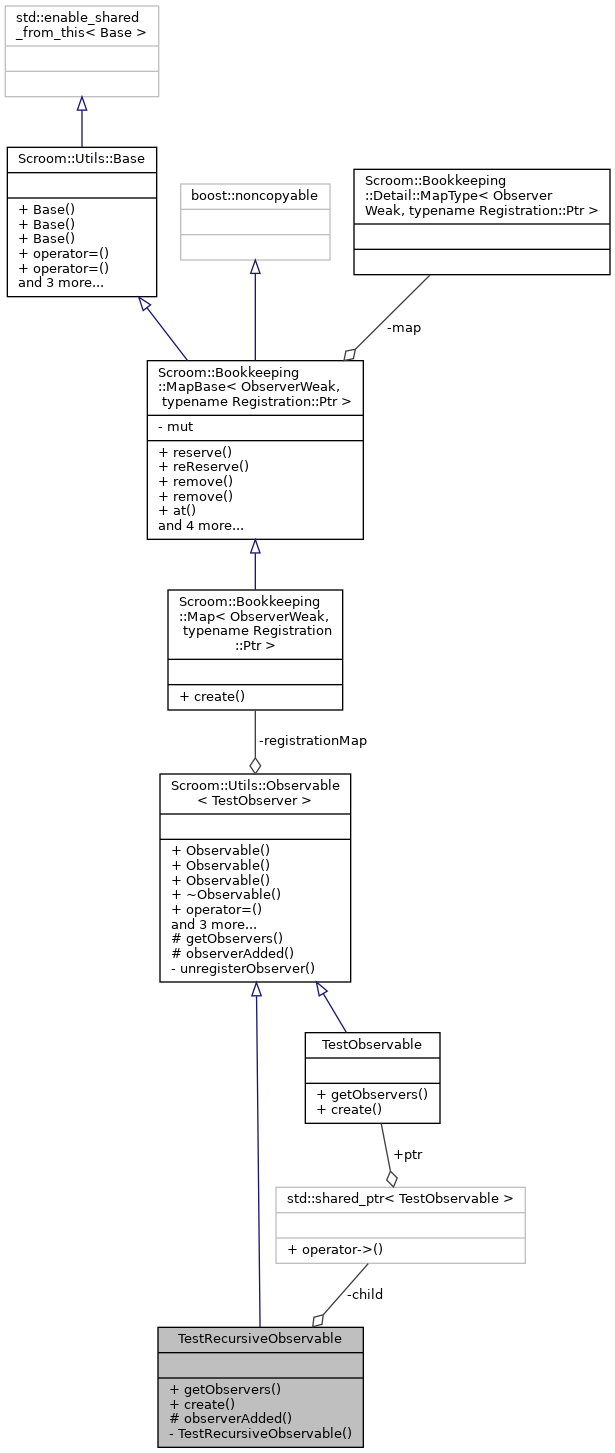 std::enable_shared
_from_this< Base >
Scroom::Utils::Base
+ Base()
+ Base()
+ Base()
+ operator=()
+ operator=()
and 3 more...
boost::noncopyable
Scroom::Bookkeeping
::Detail::MapType< Observer
Weak, typename Registration::Ptr >
-map
Scroom::Bookkeeping
::MapBase< ObserverWeak,
typename Registration::Ptr >
- mut
+ reserve()
+ reReserve()
+ remove()
+ remove()
+ at()
and 4 more...
Scroom::Bookkeeping
::Map< ObserverWeak,
typename Registration
::Ptr >
+ create()
-registrationMap
Scroom::Utils::Observable
< TestObserver >
+ Observable()
+ Observable()
+ Observable()
+ ~Observable()
+ operator=()
and 3 more...
# getObservers()
# observerAdded()
- unregisterObserver()
TestObservable
+ getObservers()
+ create()
+ptr
std::shared_ptr< TestObservable >
+ operator->()
-child
TestRecursiveObservable
+ getObservers()
+ create()
# observerAdded()
- TestRecursiveObservable()